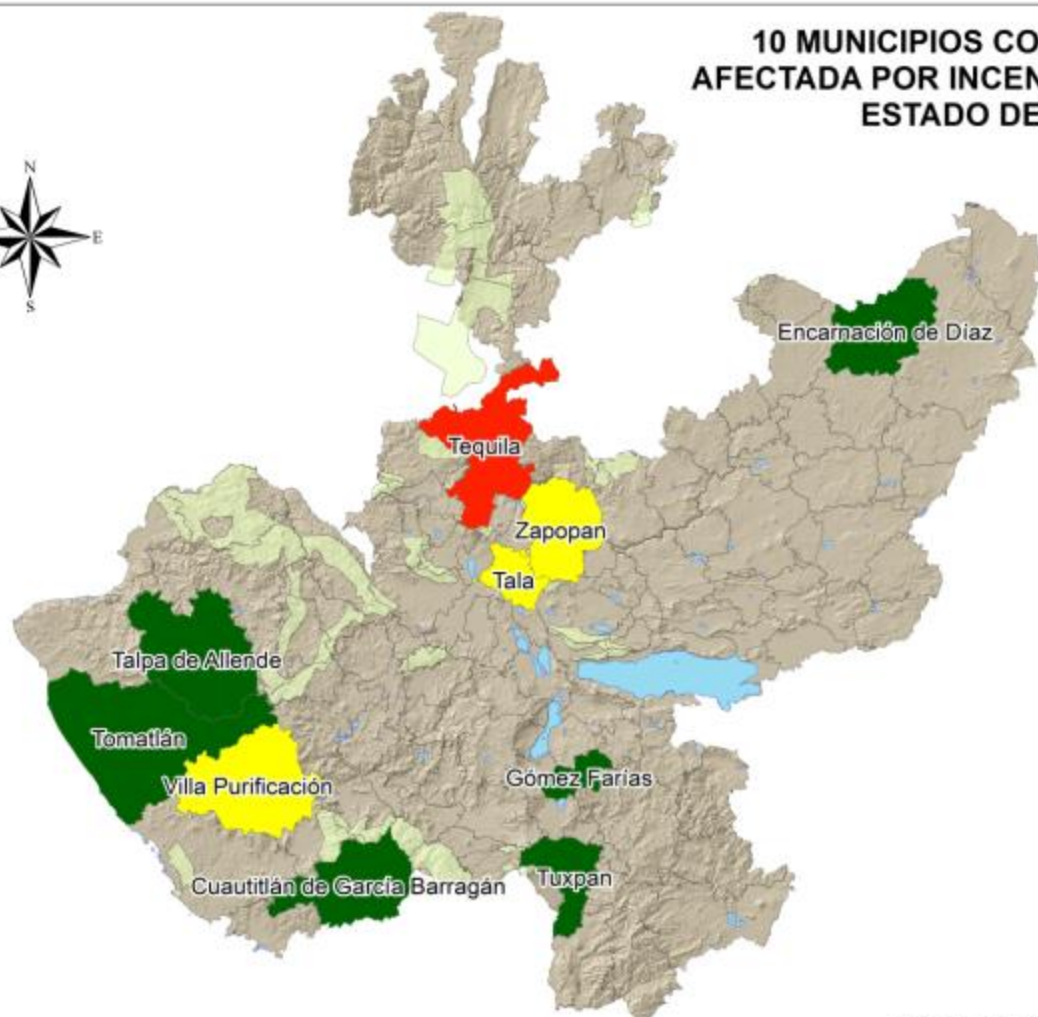 10 MUNICIPIOS CO
AFECTADA POR INCEN
ESTADO DE
N
E
S
Encarnación de Díaz
Tequila
Zapopan
Tala
Talpa de Allende
Tomatlán
Villa Purificación
Gómez Farías
Cuautitlán de García Barragán
Tuxpan